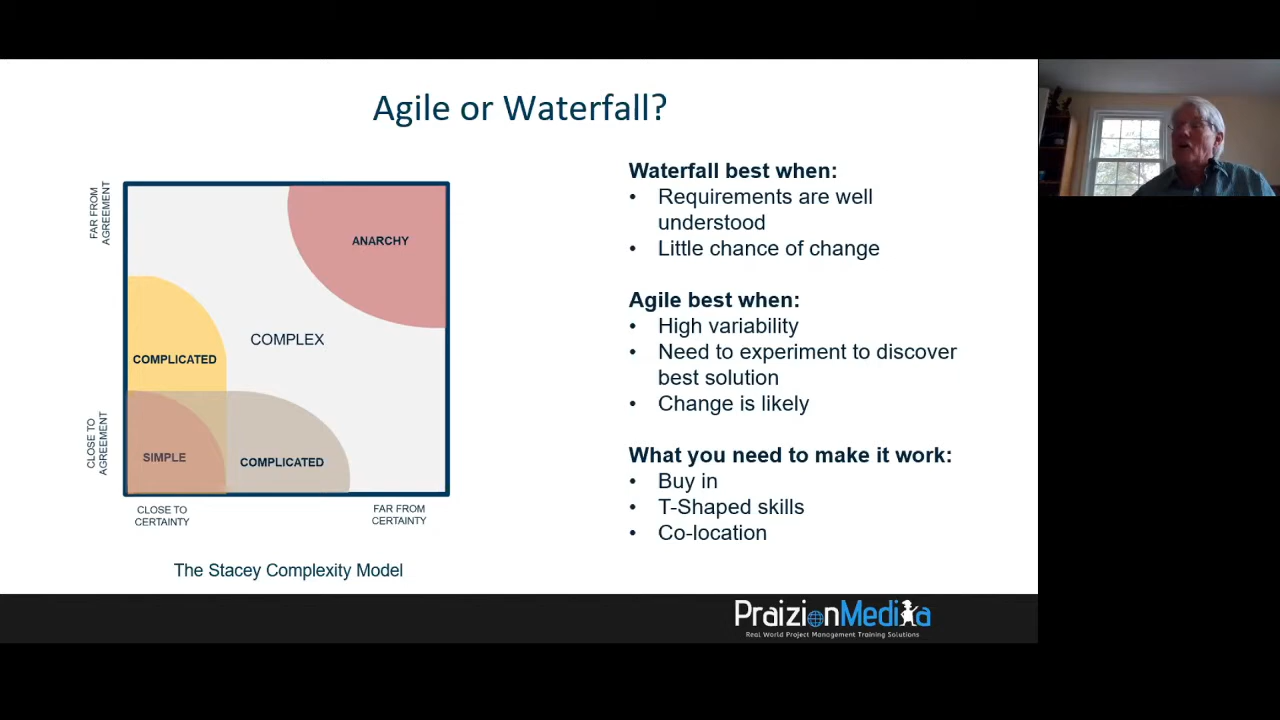 Agile or Waterfall?
FAR FROM
AGREEMENT
ANARCHY
COMPLEX
COMPLICATED
CLOSE TO
AGREEMENT
SIMPLE
COMPLICATED
CLOSE TO
CERTAINTY
FAR FROM
CERTAINTY
The Stacey Complexity Model
Waterfall best when:
• Requirements are well
understood
• Little chance of change
Agile best when:
• High variability
• Need to experiment to discover
best solution
• Change is likely
What you need to make it work:
• Buy in
• T-Shaped skills
• Co-location
PraizionMedia
Real World Project Management Training Solutions